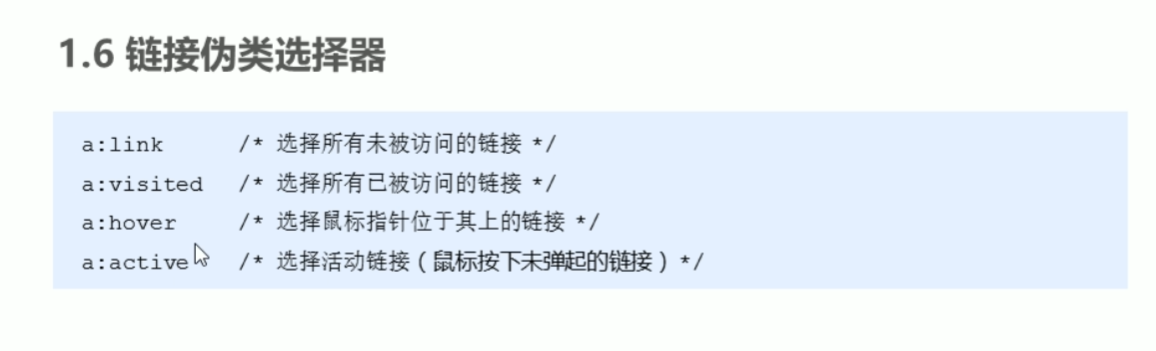 1.6 链接伪类选择器
a:link /* 选择所有未被访问的链接 */
a:visited /* 选择所有已被访问的链接 */
a:hover /* 选择鼠标指针位于其上的链接 */
a:active /* 选择活动链接（鼠标按下未弹起的链接）*/